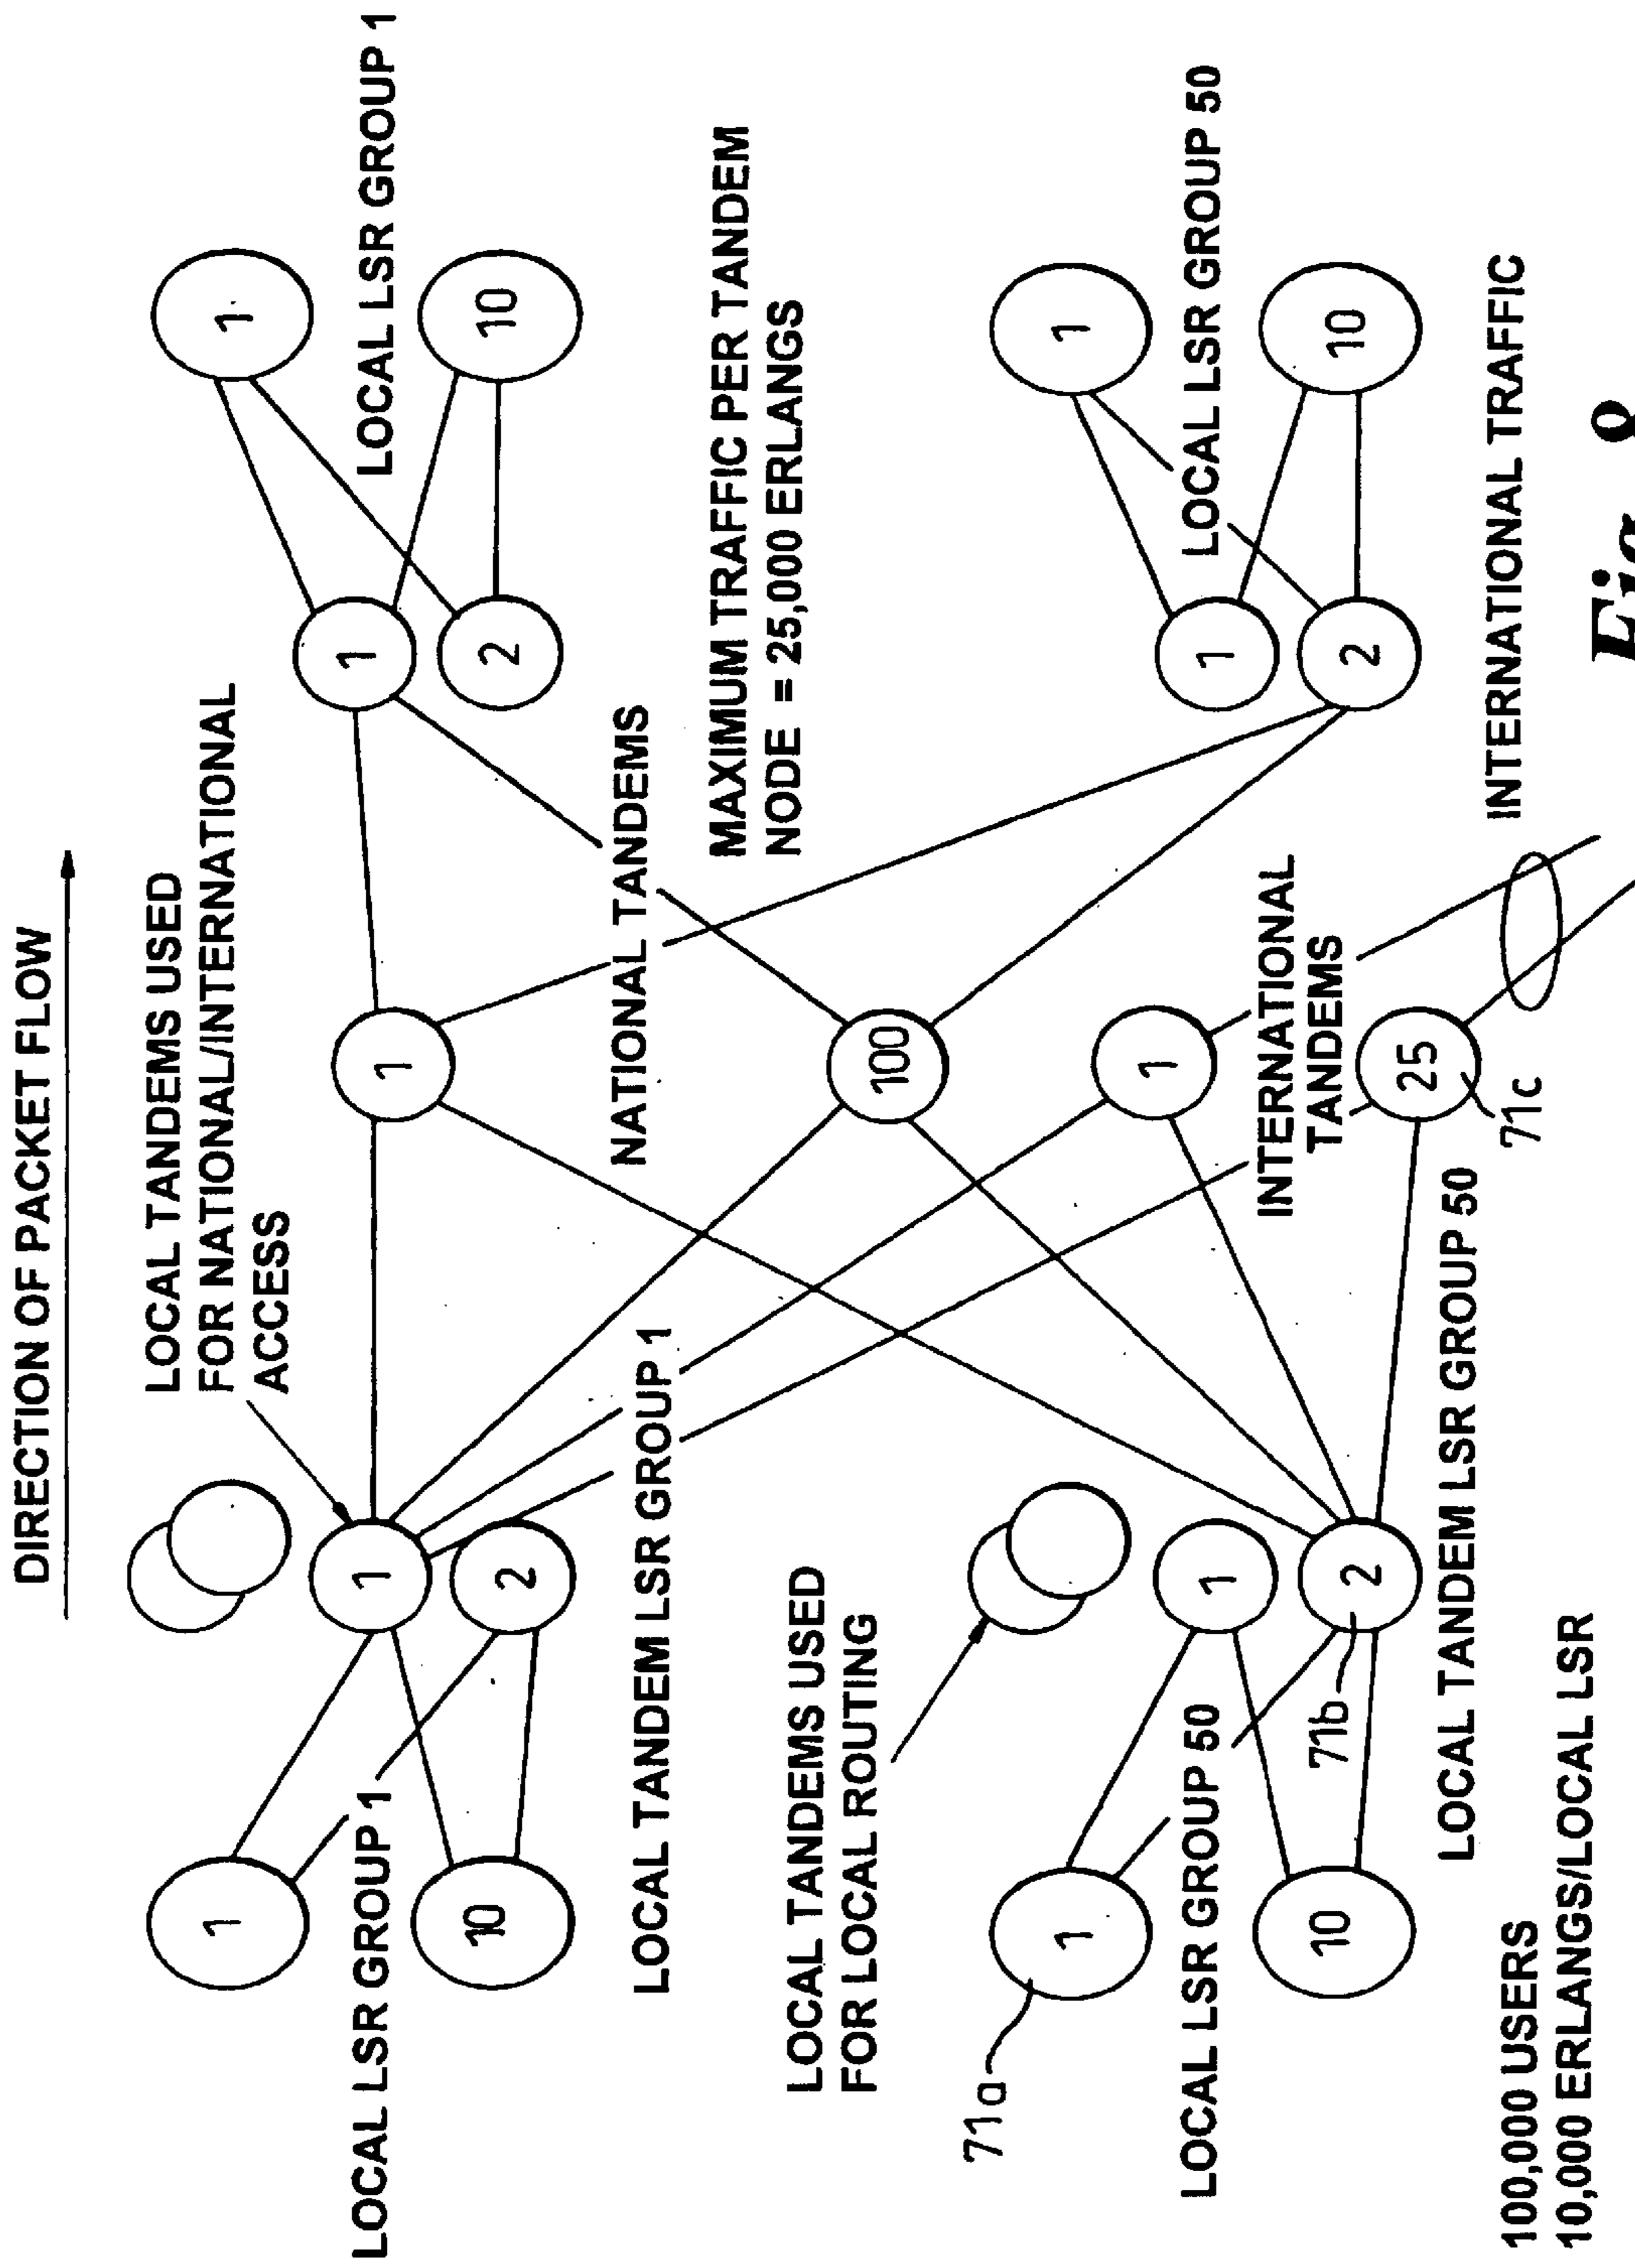 DIRECTION OF PACKET FLOW
LOCAL TANDEMS USED
FOR NATIONAL/INTERNATIONAL
ACCESS
1
10
LOCAL LSR GROUP 1
1
2
LOCAL TANDEM LSR GROUP 1
1
NATIONAL TANDEMS
100
1
2
1
10
LOCAL LSR GROUP 1
MAXIMUM TRAFFIC PER TANDEM
NODE = 25,000 ERLANGS
LOCAL TANDEMS USED
FOR LOCAL ROUTING
71a
1
LOCAL LSR GROUP 50
10
1
2
71b
LOCAL TANDEM LSR GROUP 50
1
INTERNATIONAL
TANDEMS
25
71c
1
2
1
LOCAL LSR GROUP 50
10
INTERNATIONAL TRAFFIC
100,000 USERS
10,000 ERLANGS/LOCAL LSR
Fig. 8